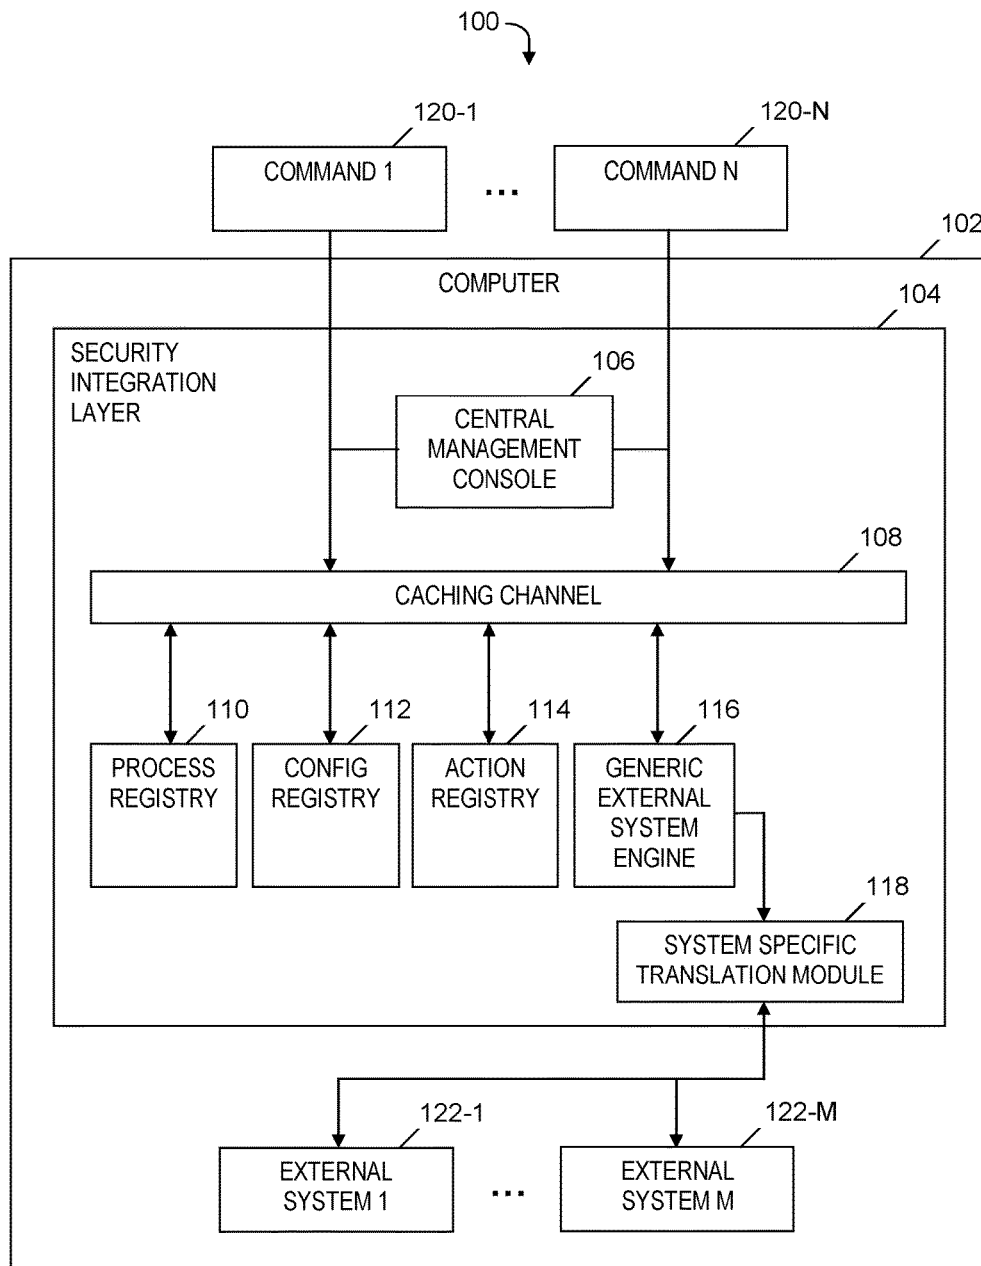 100
120-1
120-N
COMMAND 1
...
COMMAND N
102
COMPUTER
104
SECURITY
INTEGRATION
LAYER
106
CENTRAL
MANAGEMENT
CONSOLE
108
CACHING CHANNEL
110
112
114
116
PROCESS
REGISTRY
CONFIG
REGISTRY
ACTION
REGISTRY
GENERIC
EXTERNAL
SYSTEM
ENGINE
118
SYSTEM SPECIFIC
TRANSLATION MODULE
122-1
122-M
EXTERNAL
SYSTEM 1
...
EXTERNAL
SYSTEM M